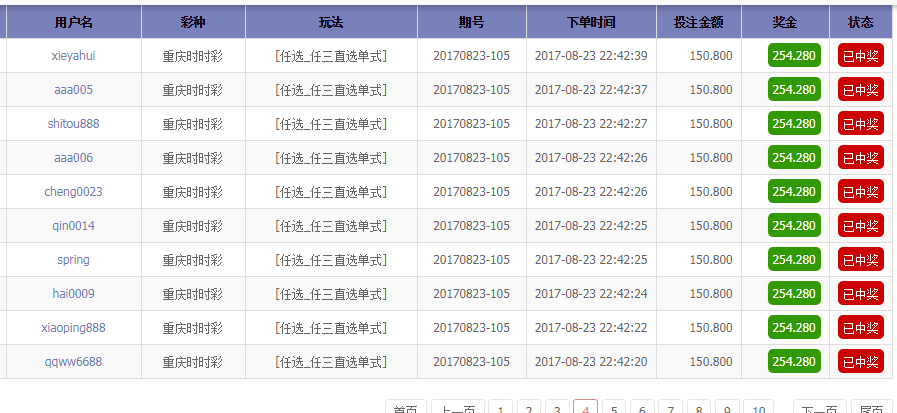 用户名 彩种 玩法 期号 下单时间 投注金额 奖金 状态
xieyahui 重庆时时彩 [任选_任三直选单式] 20170823-105 2017-08-23 22:42:39 150.800 254.280 已中奖
aaa005 重庆时时彩 [任选_任三直选单式] 20170823-105 2017-08-23 22:42:37 150.800 254.280 已中奖
shitou888 重庆时时彩 [任选_任三直选单式] 20170823-105 2017-08-23 22:42:27 150.800 254.280 已中奖
aaa006 重庆时时彩 [任选_任三直选单式] 20170823-105 2017-08-23 22:42:26 150.800 254.280 已中奖
cheng0023 重庆时时彩 [任选_任三直选单式] 20170823-105 2017-08-23 22:42:26 150.800 254.280 已中奖
qin0014 重庆时时彩 [任选_任三直选单式] 20170823-105 2017-08-23 22:42:25 150.800 254.280 已中奖
spring 重庆时时彩 [任选_任三直选单式] 20170823-105 2017-08-23 22:42:25 150.800 254.280 已中奖
hai0009 重庆时时彩 [任选_任三直选单式] 20170823-105 2017-08-23 22:42:24 150.800 254.280 已中奖
xiaoping888 重庆时时彩 [任选_任三直选单式] 20170823-105 2017-08-23 22:42:22 150.800 254.280 已中奖
qqww6688 重庆时时彩 [任选_任三直选单式] 20170823-105 2017-08-23 22:42:20 150.800 254.280 已中奖
首页 上一页 1 2 3 4 5 6 7 8 9 10 下一页 尾页